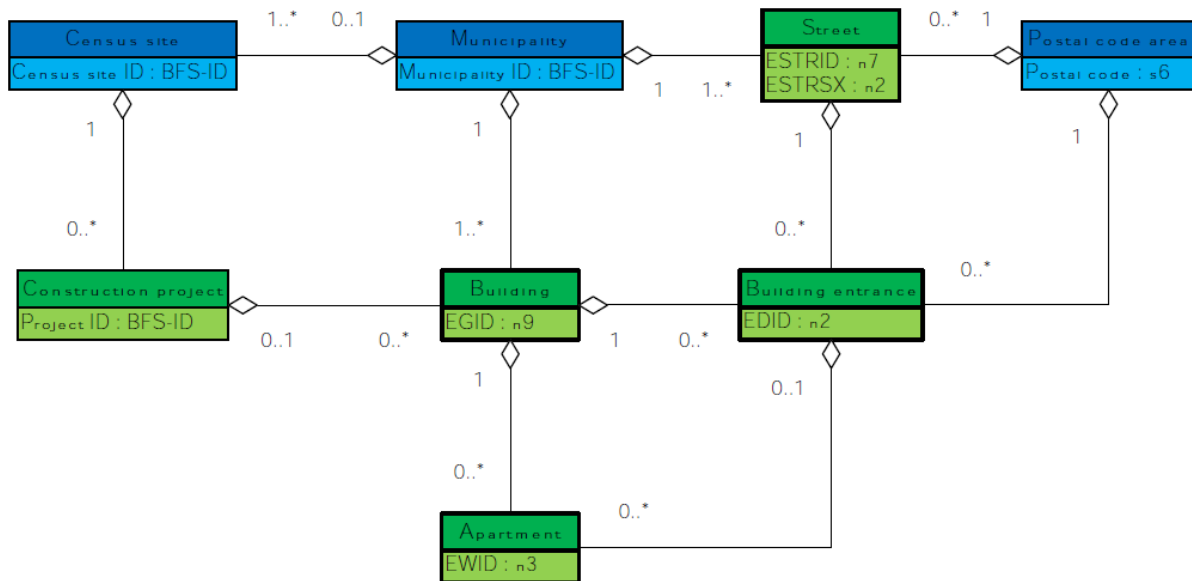 1..*
0..1
0..*
1
Census site
Census site ID : BFS-ID
Municipality
Municipality ID : BFS-ID
Street
ESTRID : n7
ESTRSX : n2
Postal code area
Postal code : s6
1
1..*
1
1
1
1
0..*
1..*
0..*
0..*
Construction project
Project ID : BFS-ID
Building
EGID : n9
Building entrance
EDID : n2
0..1
0..*
1
0..*
1
0..1
0..*
0..*
Apartment
EWID : n3